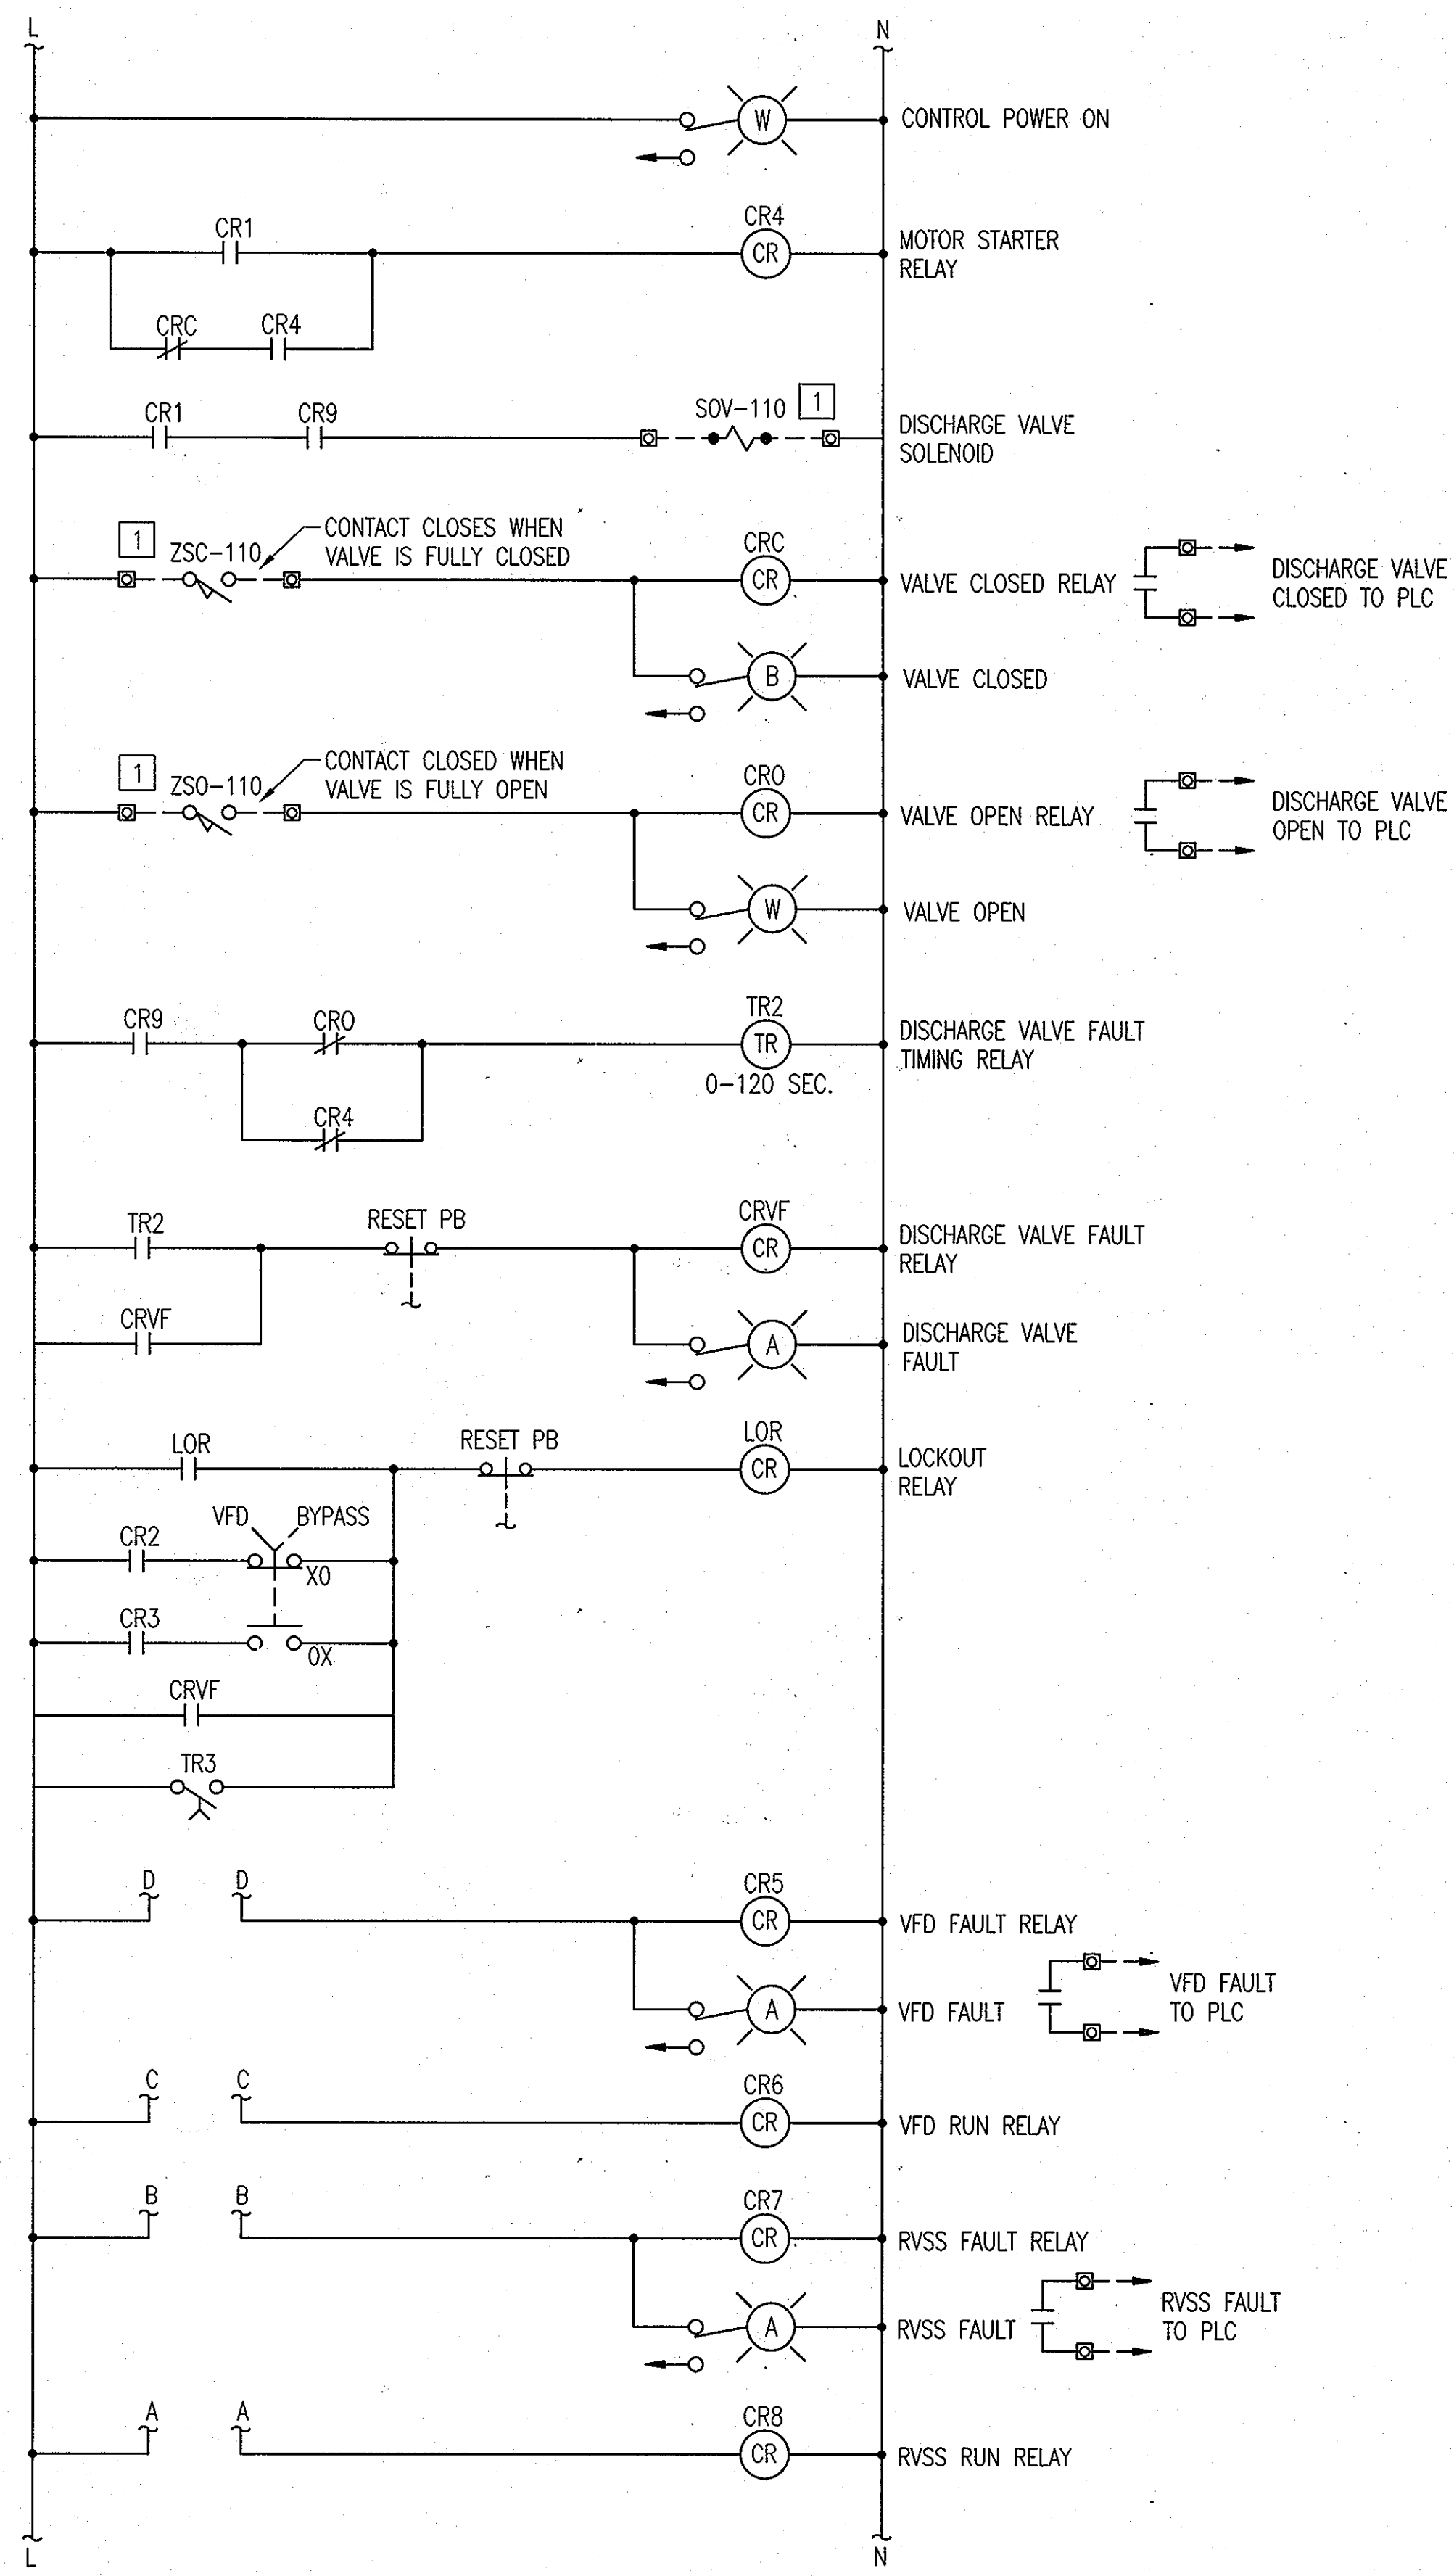 L
N
W
CONTROL POWER ON
CR1
CR4
CR
MOTOR STARTER
RELAY
CRC
CR4
CR1
CR9
SOV-110
1
DISCHARGE VALVE
SOLENOID
1
ZSC-110
CONTACT CLOSES WHEN
VALVE IS FULLY CLOSED
CRC
CR
VALVE CLOSED RELAY
DISCHARGE VALVE
CLOSED TO PLC
B
VALVE CLOSED
1
ZSO-110
CONTACT CLOSED WHEN
VALVE IS FULLY OPEN
CRO
CR
VALVE OPEN RELAY
DISCHARGE VALVE
OPEN TO PLC
W
VALVE OPEN
CR9
CRO
TR2
TR
0-120 SEC.
DISCHARGE VALVE FAULT
TIMING RELAY
CR4
TR2
RESET PB
CRVF
CR
DISCHARGE VALVE FAULT
RELAY
CRVF
A
DISCHARGE VALVE
FAULT
LOR
RESET PB
LOR
CR
LOCKOUT
RELAY
VFD
BYPASS
CR2
XO
CR3
OX
CRVF
TR3
D
D
CR5
CR
VFD FAULT RELAY
A
VFD FAULT
VFD FAULT
TO PLC
C
C
CR6
CR
VFD RUN RELAY
B
B
CR7
CR
RVSS FAULT RELAY
A
RVSS FAULT
RVSS FAULT
TO PLC
A
A
CR8
CR
RVSS RUN RELAY
L
N